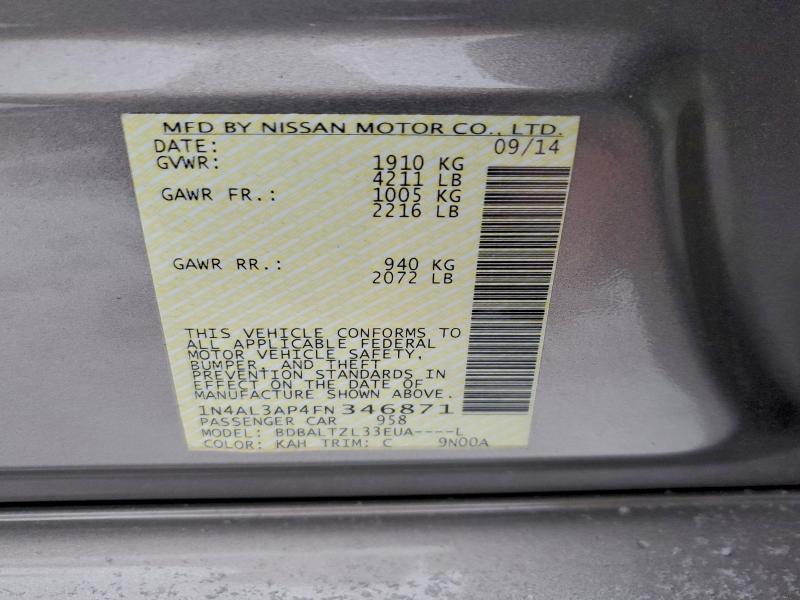 MFD BY NISSAN MOTOR CO., LTD.
DATE: 09/14
GVWR: 1910 KG
4211 LB
GAWR FR.: 1005 KG
2216 LB
GAWR RR.: 940 KG
2072 LB
THIS VEHICLE CONFORMS TO
ALL APPLICABLE FEDERAL
MOTOR VEHICLE SAFETY,
BUMPER, AND THEFT
PREVENTION STANDARDS IN
EFFECT ON THE DATE OF
MANUFACTURE SHOWN ABOVE.
1N4AL3AP4FN346871
PASSENGER CAR 958
MODEL: BDBALTZL33EUA----L
COLOR: KAH TRIM: C 9N00A